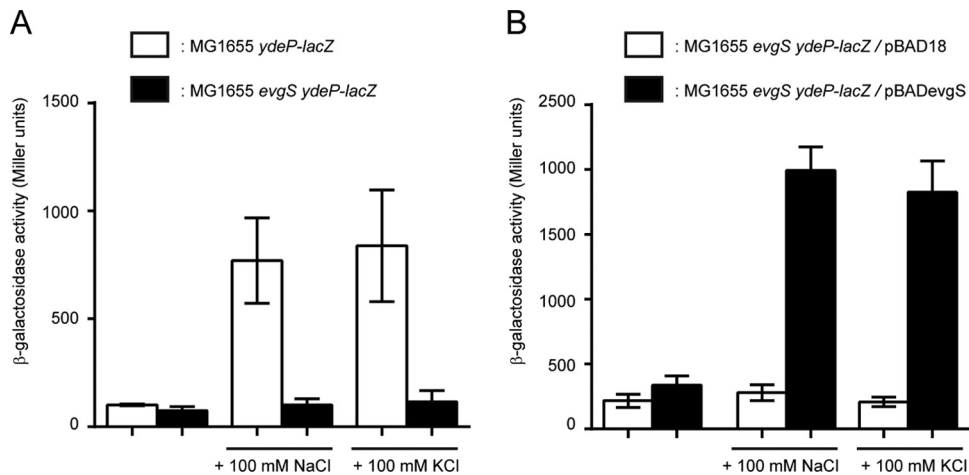 A
: MG1655 ydeP-lacZ
: MG1655 evgS ydeP-lacZ
β-galactosidase activity (Miller units)
1500
1000
500
0
+ 100 mM NaCl
+ 100 mM KCl
B
: MG1655 evgS ydeP-lacZ / pBAD18
: MG1655 evgS ydeP-lacZ / pBADevgS
β-galactosidase activity (Miller units)
2500
1000
1500
1000
500
0
+ 100 mM NaCl
+ 100 mM KCl